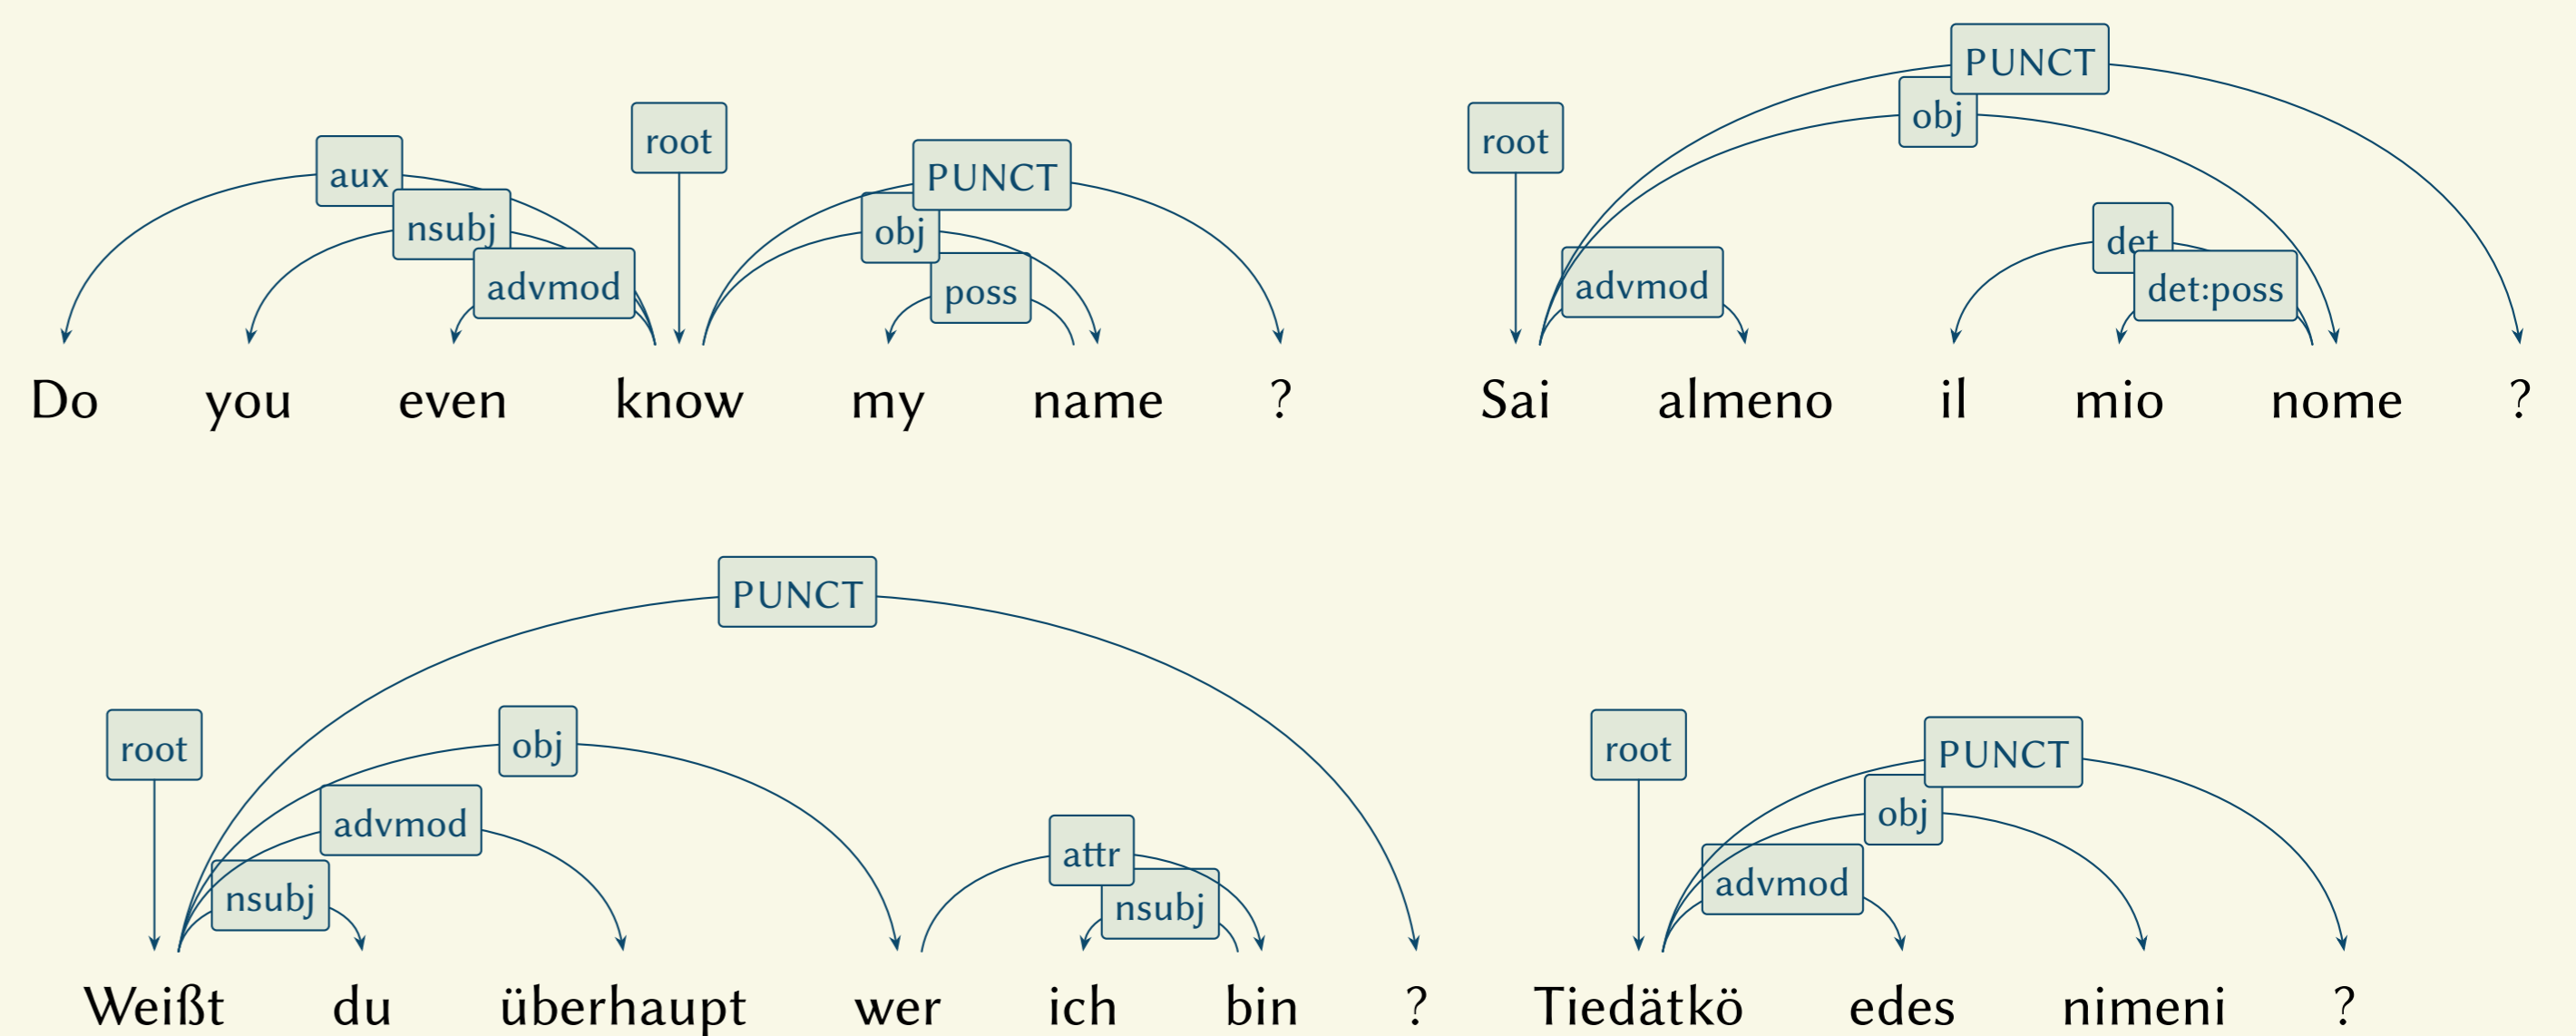 PUNCT
obj
root
root
aux
PUNCT
nsubj
obj
det
advmod
poss
advmod
det:poss
Do you even know my name ?
Sai almeno il mio nome ?
PUNCT
root
obj
root
PUNCT
advmod
obj
attr
advmod
nsubj
nsubj
Weißt du überhaupt wer ich bin ?
Tiedätkö edes nimeni ?